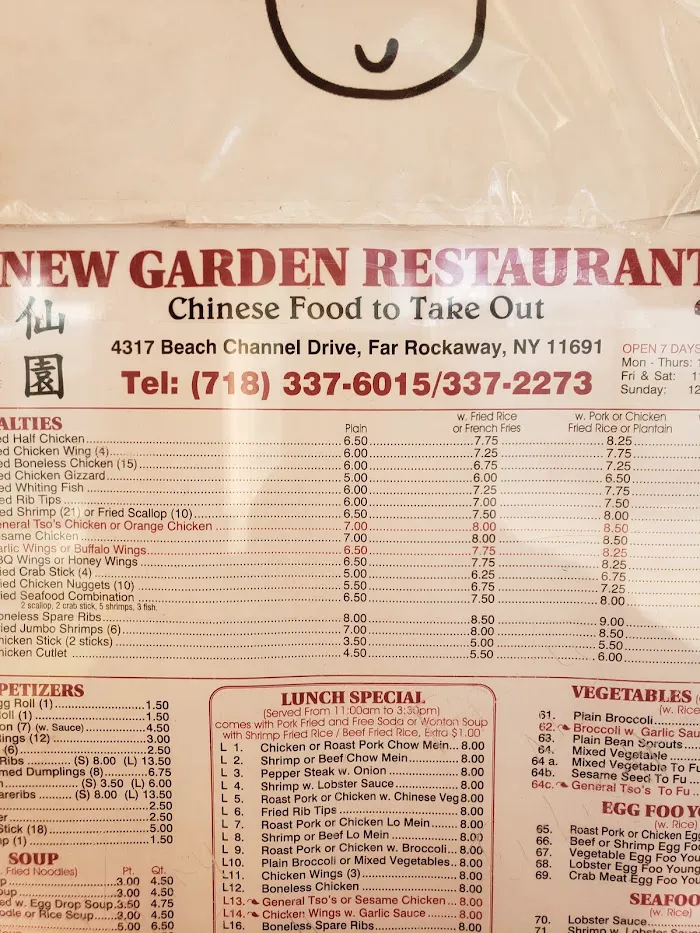 NEW GARDEN RESTAURANT
仙園
Chinese Food to Take Out
4317 Beach Channel Drive, Far Rockaway, NY 11691
Tel: (718) 337-6015/337-2273
OPEN 7 DAYS
Mon - Thurs:
Fri & Sat:
Sunday:
ALTIES
Plain
w. Fried Rice or French Fries
w. Pork or Chicken Fried Rice or Plantain
ed Half Chicken 6.50 7.75 8.25
ed Chicken Wing (4) 6.00 7.25 7.75
ed Boneless Chicken (15) 6.00 6.75 7.25
ed Chicken Gizzard 5.00 6.00 6.50
ed Whiting Fish 6.00 7.25 7.75
ed Rib Tips 6.00 7.00 7.50
ed Shrimp (21) or Fried Scallop (10) 6.50 7.50 8.00
eneral Tso's Chicken or Orange Chicken 7.00 8.00 8.50
esame Chicken 7.00 8.00 8.50
arlic Wings or Buffalo Wings 6.50 7.75 8.25
BQ Wings or Honey Wings 6.50 7.75 8.25
ied Crab Stick (4) 5.00 6.25 6.75
ied Chicken Nuggets (10) 5.50 6.75 7.25
ied Seafood Combination 6.50 7.50 8.00
2 scallop, 2 crab stick, 5 shrimps, 3 fish.
oneless Spare Ribs 8.00 8.50 9.00
ied Jumbo Shrimps (6) 7.00 8.00 8.50
hicken Stick (2 sticks) 3.50 5.00 5.50
hicken Cutlet 4.50 5.50 6.00
PETIZERS
gg Roll (1) 1.50
oll (1) 1.50
on (7) (w. Sauce) 4.50
ings (12) 3.00
(6) 2.50
Ribs (S) 8.00 (L) 13.50
med Dumplings (8) 6.75
(S) 3.50 (L) 6.00
areribs (S) 8.00 (L) 13.50
2.50
er 2.50
Stick (18) 5.00
p (1) 1.50
SOUP
Fried Noodles)
Pt. Qt.
p 3.00 4.50
oup 3.00 4.50
ed w. Egg Drop Soup 3.50 4.75
odle or Rice Soup 3.00 4.50
5.00 6.50
LUNCH SPECIAL
(Served From 11:00am to 3:30pm)
comes with Pork Fried and Free Soda or Wonton Soup
with Shrimp Fried Rice / Beef Fried Rice, Extra $1.00
L 1. Chicken or Roast Pork Chow Mein 8.00
L 2. Shrimp or Beef Chow Mein 8.00
L 3. Pepper Steak w. Onion 8.00
L 4. Shrimp w. Lobster Sauce 8.00
L 5. Roast Pork or Chicken w. Chinese Veg 8.00
L 6. Fried Rib Tips 8.00
L 7. Roast Pork or Chicken Lo Mein 8.00
L 8. Shrimp or Beef Lo Mein 8.00
L 9. Roast Pork or Chicken w. Broccoli 8.00
L10. Plain Broccoli or Mixed Vegetables 8.00
L11. Chicken Wings (3) 8.00
L12. Boneless Chicken 8.00
L13. General Tso's or Sesame Chicken 8.00
L14. Chicken Wings w. Garlic Sauce 8.00
L16. Boneless Spare Ribs 8.00
VEGETABLES
(w. Rice)
61. Plain Broccoli
62. Broccoli w. Garlic Sau
63. Plain Bean Sprouts
64. Mixed Vegetable
64 a. Mixed Vegetable To Fu
64b. Sesame Seed To Fu
64c. General Tso's To Fu
EGG FOO YO
(w. Rice)
65. Roast Pork or Chicken Egg
66. Beef or Shrimp Egg Foo
67. Vegetable Egg Foo You
68. Lobster Egg Foo Young
69. Crab Meat Egg Foo You
SEAFOO
(w. Rice)
70. Lobster Sauce
71. Shrimp w. Lobster Sauce